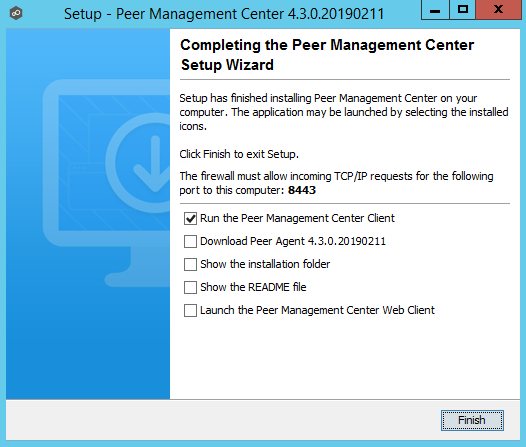 Setup - Peer Management Center 4.3.0.20190211
Completing the Peer Management Center
Setup Wizard
Setup has finished installing Peer Management Center on your
computer. The application may be launched by selecting the installed
icons.
Click Finish to exit Setup.
The firewall must allow incoming TCP/IP requests for the following
port to this computer: 8443
Run the Peer Management Center Client
Download Peer Agent 4.3.0.20190211
Show the installation folder
Show the README file
Launch the Peer Management Center Web Client
Finish